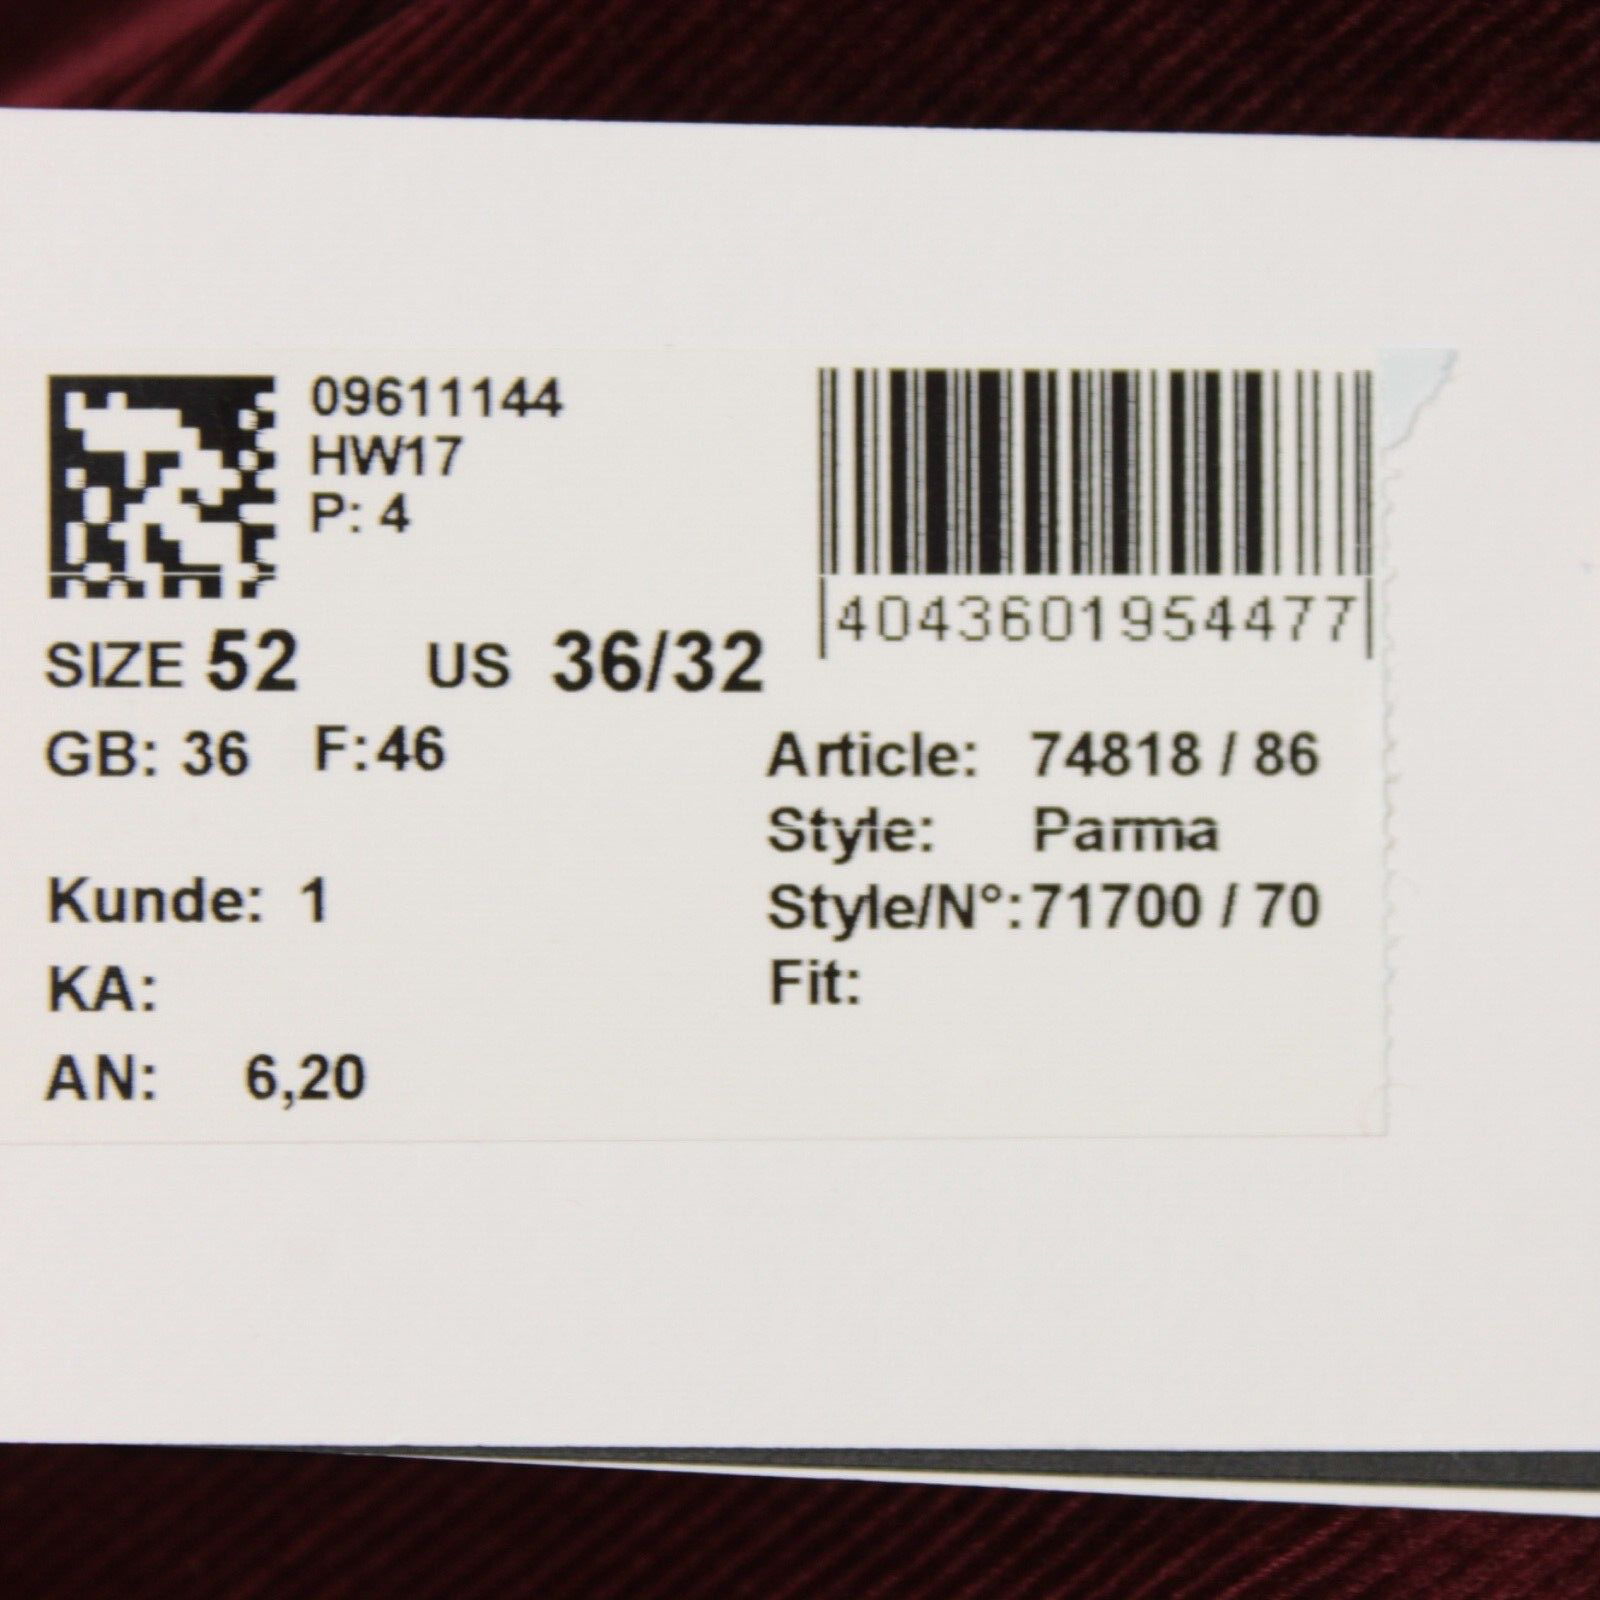 09611144
HW17
P: 4
4043601954477
SIZE 52 US 36/32
GB: 36 F:46
Article: 74818 / 86
Style: Parma
Kunde: 1
Style/N°:71700 / 70
KA:
Fit:
AN: 6,20